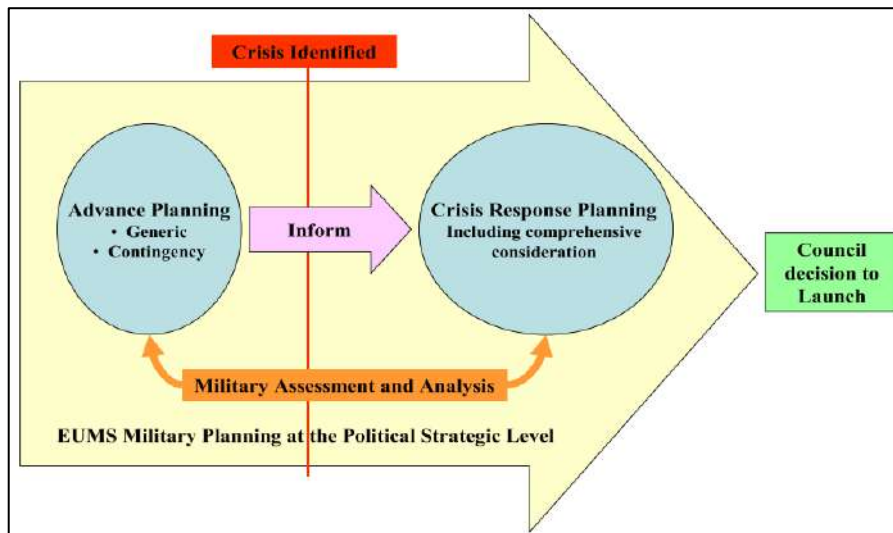 Crisis Identified
Advance Planning
• Generic
• Contingency
Inform
Crisis Response Planning
Including comprehensive
consideration
Council
decision to
Launch
Military Assessment and Analysis
EUMS Military Planning at the Political Strategic Level